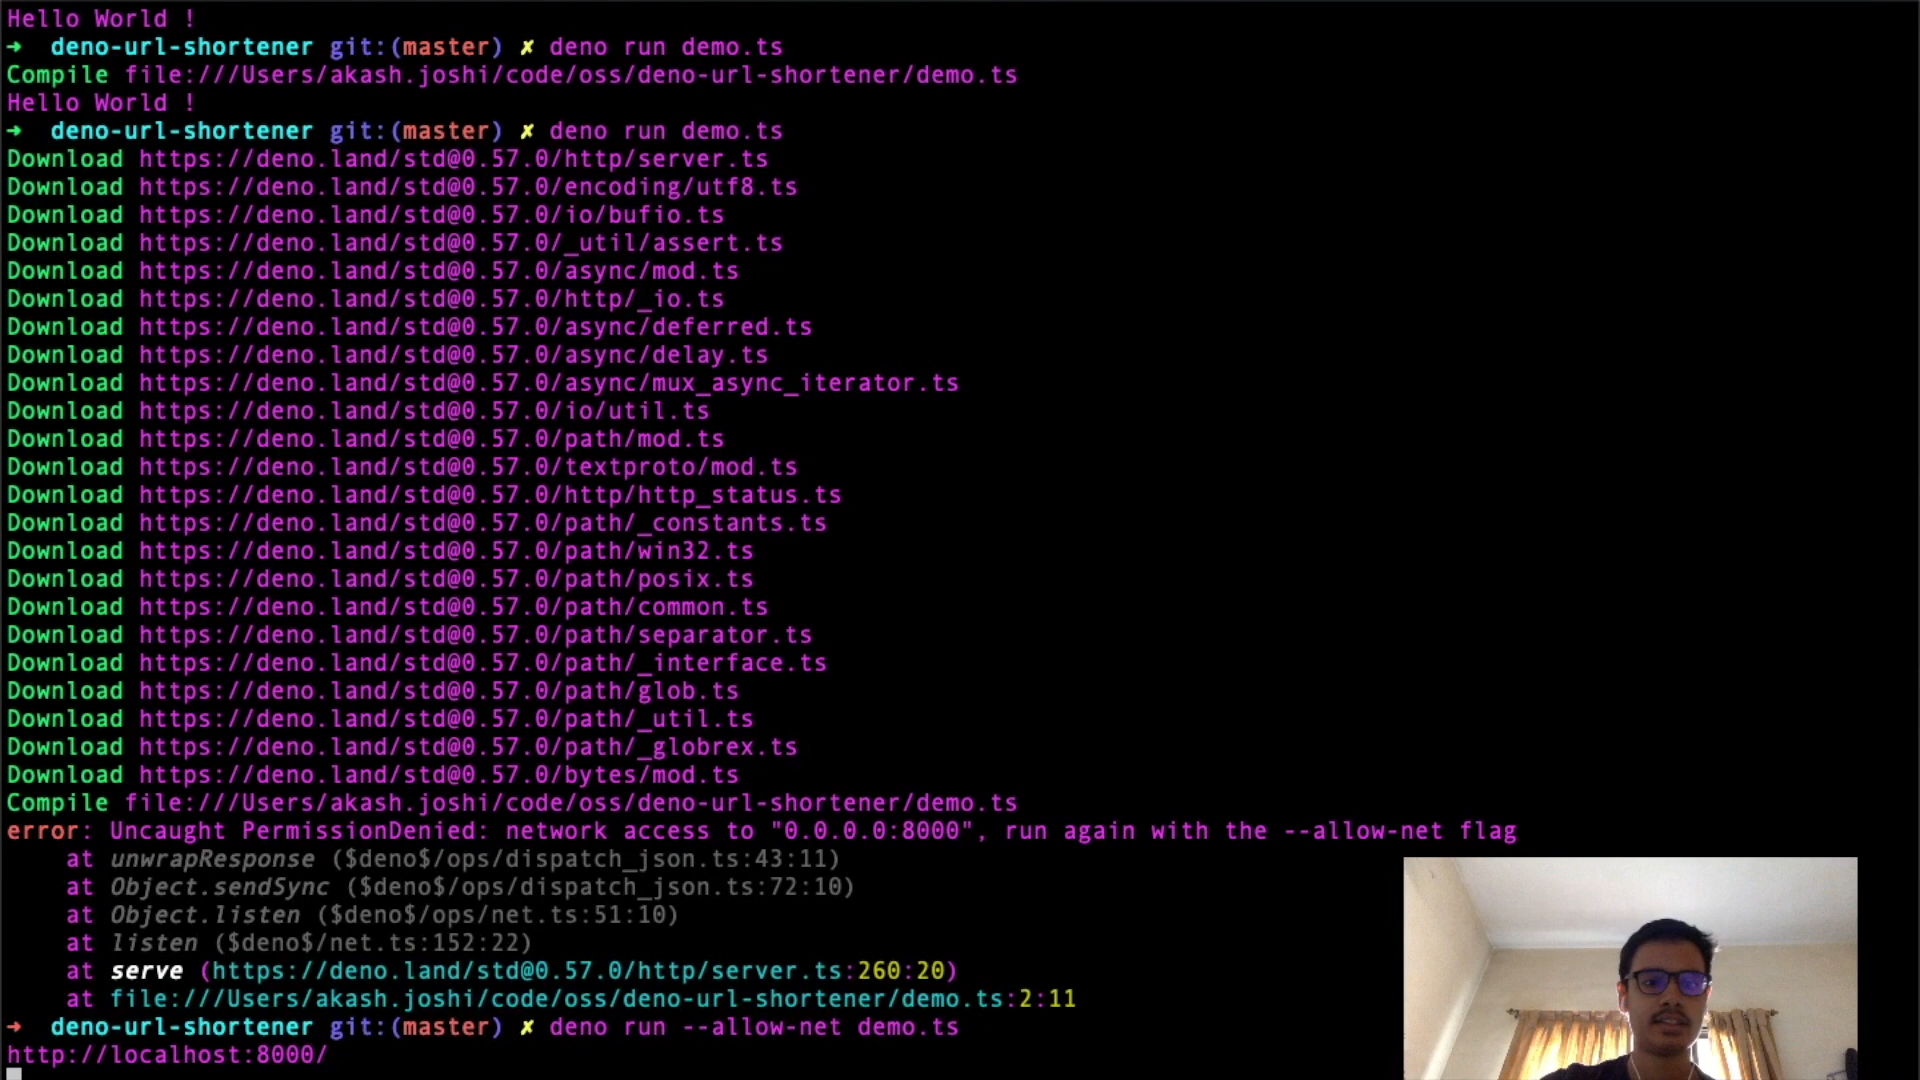 Hello World !
➜  deno-url-shortener git:(master) ✗ deno run demo.ts
Compile file:///Users/akash.joshi/code/oss/deno-url-shortener/demo.ts
Hello World !
➜  deno-url-shortener git:(master) ✗ deno run demo.ts
Download https://deno.land/std@0.57.0/http/server.ts
Download https://deno.land/std@0.57.0/encoding/utf8.ts
Download https://deno.land/std@0.57.0/io/bufio.ts
Download https://deno.land/std@0.57.0/_util/assert.ts
Download https://deno.land/std@0.57.0/async/mod.ts
Download https://deno.land/std@0.57.0/http/_io.ts
Download https://deno.land/std@0.57.0/async/deferred.ts
Download https://deno.land/std@0.57.0/async/delay.ts
Download https://deno.land/std@0.57.0/async/mux_async_iterator.ts
Download https://deno.land/std@0.57.0/io/util.ts
Download https://deno.land/std@0.57.0/path/mod.ts
Download https://deno.land/std@0.57.0/textproto/mod.ts
Download https://deno.land/std@0.57.0/http/http_status.ts
Download https://deno.land/std@0.57.0/path/_constants.ts
Download https://deno.land/std@0.57.0/path/win32.ts
Download https://deno.land/std@0.57.0/path/posix.ts
Download https://deno.land/std@0.57.0/path/common.ts
Download https://deno.land/std@0.57.0/path/separator.ts
Download https://deno.land/std@0.57.0/path/_interface.ts
Download https://deno.land/std@0.57.0/path/glob.ts
Download https://deno.land/std@0.57.0/path/_util.ts
Download https://deno.land/std@0.57.0/path/_globrex.ts
Download https://deno.land/std@0.57.0/bytes/mod.ts
Compile file:///Users/akash.joshi/code/oss/deno-url-shortener/demo.ts
error: Uncaught PermissionDenied: network access to "0.0.0.0:8000", run again with the --allow-net flag
    at unwrapResponse ($deno$/ops/dispatch_json.ts:43:11)
    at Object.sendSync ($deno$/ops/dispatch_json.ts:72:10)
    at Object.listen ($deno$/ops/net.ts:51:10)
    at listen ($deno$/net.ts:152:22)
    at serve (https://deno.land/std@0.57.0/http/server.ts:260:20)
    at file:///Users/akash.joshi/code/oss/deno-url-shortener/demo.ts:2:11
➜  deno-url-shortener git:(master) ✗ deno run --allow-net demo.ts
http://localhost:8000/